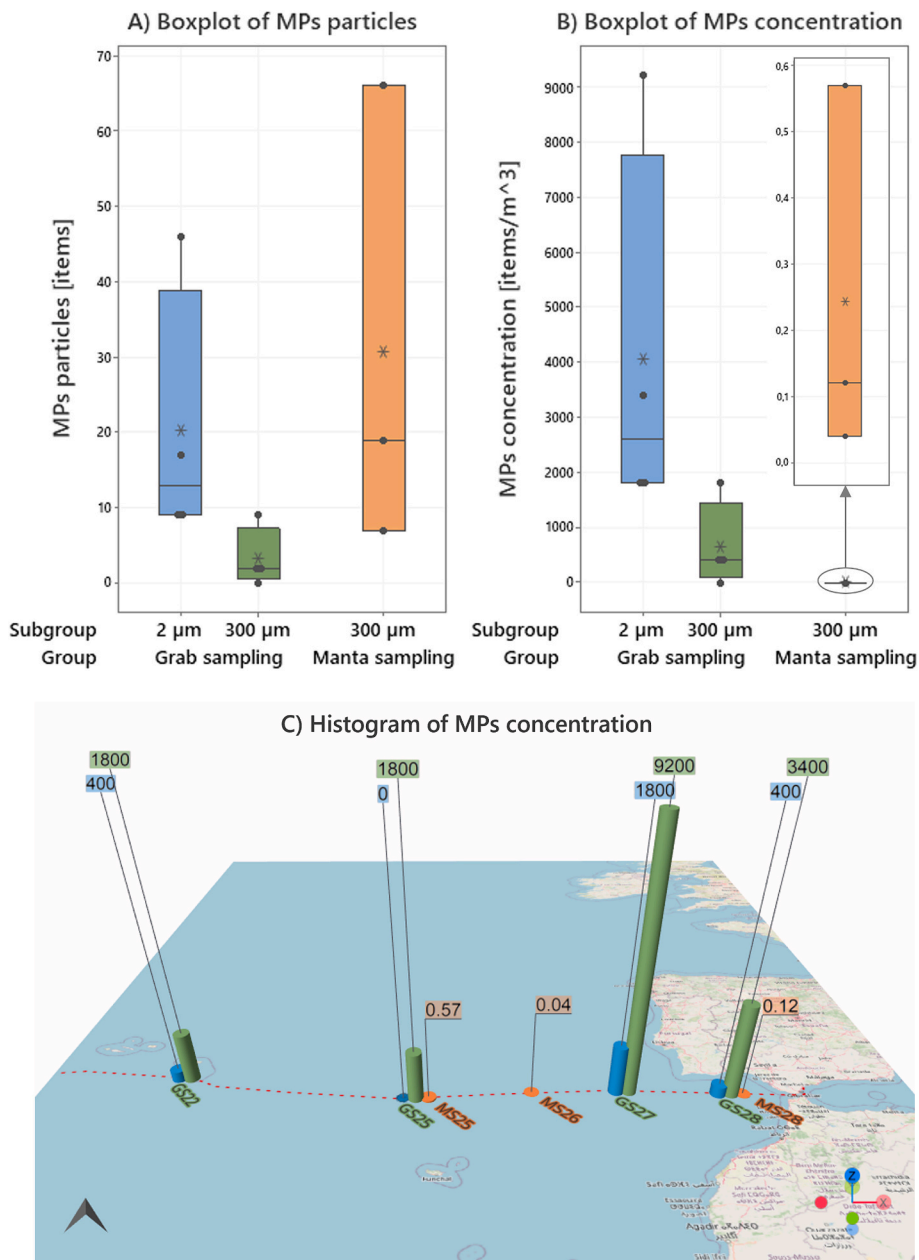 A) Boxplot of MPs particles
MPs particles [items]
70
60
50
40
30
20
10
0
Subgroup 2 µm 300 µm 300 µm
Group Grab sampling Manta sampling
B) Boxplot of MPs concentration
MPs concentration [items/m^3]
9000
8000
7000
6000
5000
4000
3000
2000
1000
0
0,6
0,5
0,4
0,3
0,2
0,1
0,0
Subgroup 2 µm 300 µm 300 µm
Group Grab sampling Manta sampling
C) Histogram of MPs concentration
1800
400
1800
0
9200
1800
3400
400
0.57
0.04
0.12
GS22
GS25
MS25
MS26
GS27
GS28
MS28
Funchal
Z
X